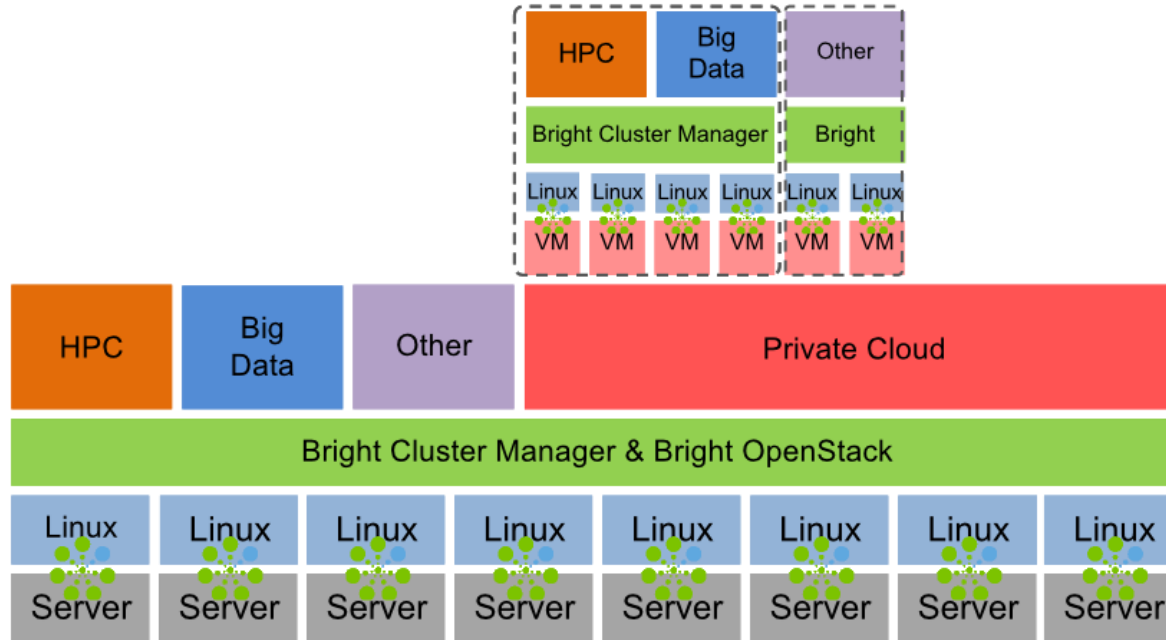 HPC
Big
Data
Other
Bright Cluster Manager
Bright
Linux Linux Linux Linux Linux Linux
VM VM VM VM VM VM
HPC
Big
Data
Other
Private Cloud
Bright Cluster Manager & Bright OpenStack
Linux Linux Linux Linux Linux Linux Linux Linux
Server Server Server Server Server Server Server Server